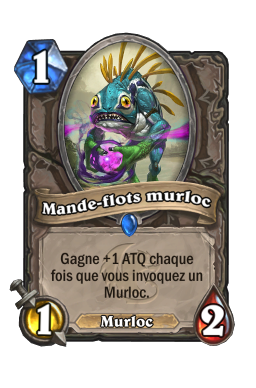 1
Mande-flots murloc
Gagne +1 ATQ chaque
fois que vous invoquez un
Murloc.
1
Murloc
2